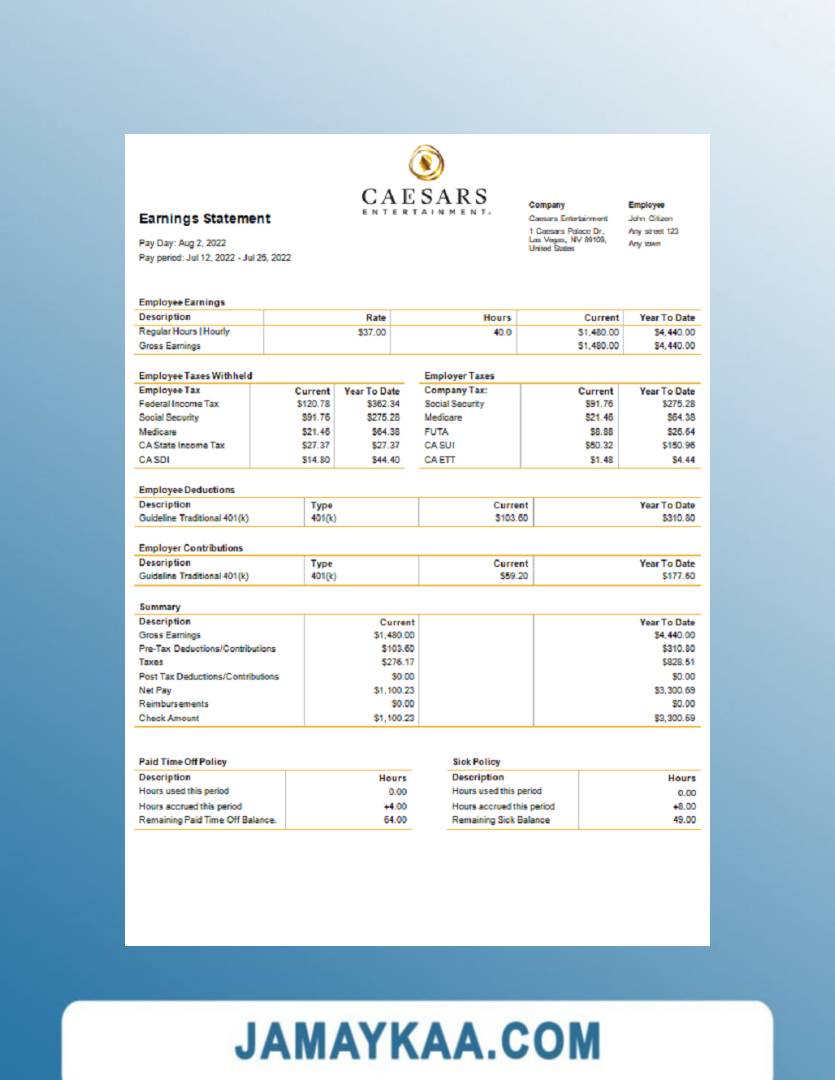 CAESARS
ENTERTAINMENT.
Earnings Statement
Pay Day: Aug 2, 2022
Pay period: Jul 12, 2022 - Jul 25, 2022
Company
Caesars Entertainment
1 Caesars Palace Dr.,
Las Vegas, NV 89109,
United States
Employee
John Citizen
Any street 123
Any town
Employee Earnings
Description Rate Hours Current Year To Date
Regular Hours | Hourly $37.00 40.0 $1,480.00 $4,440.00
Gross Earnings $1,480.00 $4,440.00
Employee Taxes Withheld
Employee Tax Current Year To Date
Federal Income Tax $120.78 $362.34
Social Security $91.76 $275.28
Medicare $21.46 $64.38
CA State Income Tax $27.37 $27.37
CA SDI $14.80 $44.40
Employer Taxes
Company Tax: Current Year To Date
Social Security $91.76 $275.28
Medicare $21.46 $64.38
FUTA $8.88 $26.64
CA SUI $50.32 $150.96
CA ETT $1.48 $4.44
Employee Deductions
Description Type Current Year To Date
Guideline Traditional 401(k) 401(k) $103.60 $310.80
Employer Contributions
Description Type Current Year To Date
Guideline Traditional 401(k) 401(k) $59.20 $177.60
Summary
Description Current Year To Date
Gross Earnings $1,480.00 $4,440.00
Pre-Tax Deductions/Contributions $103.60 $310.80
Taxes $276.17 $828.51
Post Tax Deductions/Contributions $0.00 $0.00
Net Pay $1,100.23 $3,300.69
Reimbursements $0.00 $0.00
Check Amount $1,100.23 $3,300.69
Paid Time Off Policy
Description Hours
Hours used this period 0.00
Hours accrued this period +4.00
Remaining Paid Time Off Balance. 64.00
Sick Policy
Description Hours
Hours used this period 0.00
Hours accrued this period +8.00
Remaining Sick Balance 49.00
JAMAYKAA.COM